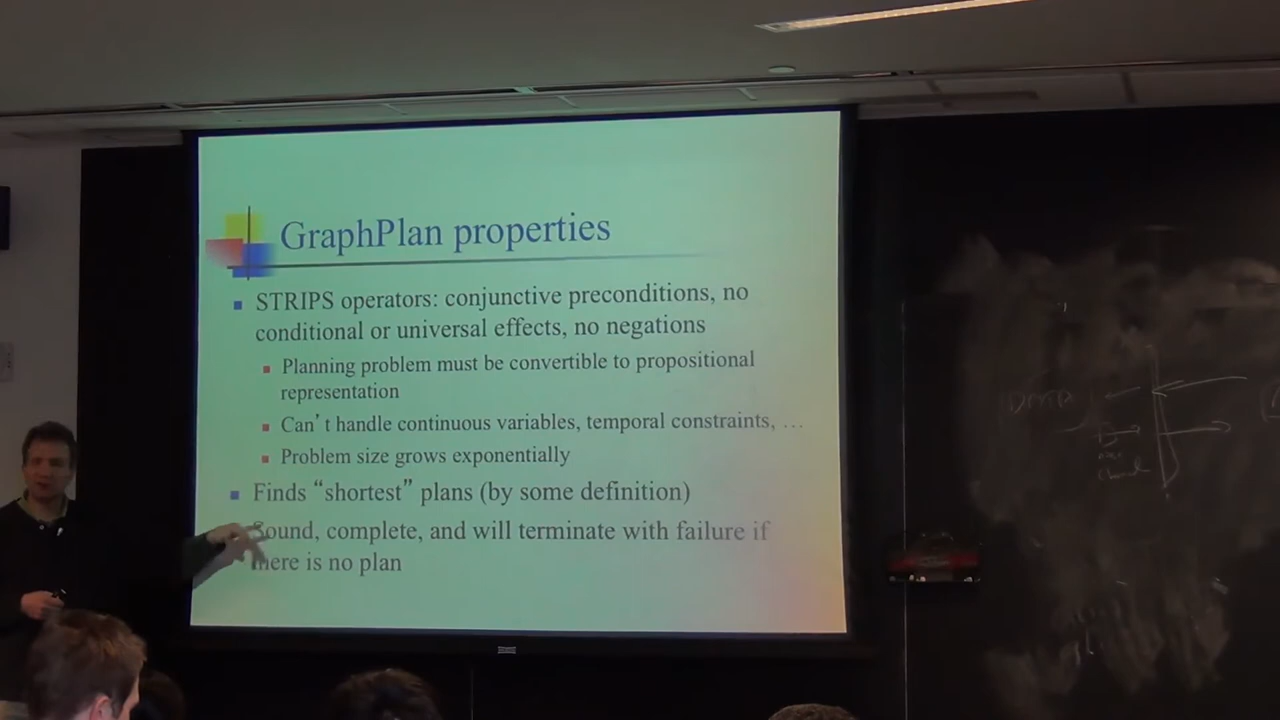 GraphPlan properties
STRIPS operators: conjunctive preconditions, no
conditional or universal effects, no negations
Planning problem must be convertible to propositional
representation
Can't handle continuous variables, temporal constraints, …
Problem size grows exponentially
Finds “shortest” plans (by some definition)
Sound, complete, and will terminate with failure if
there is no plan